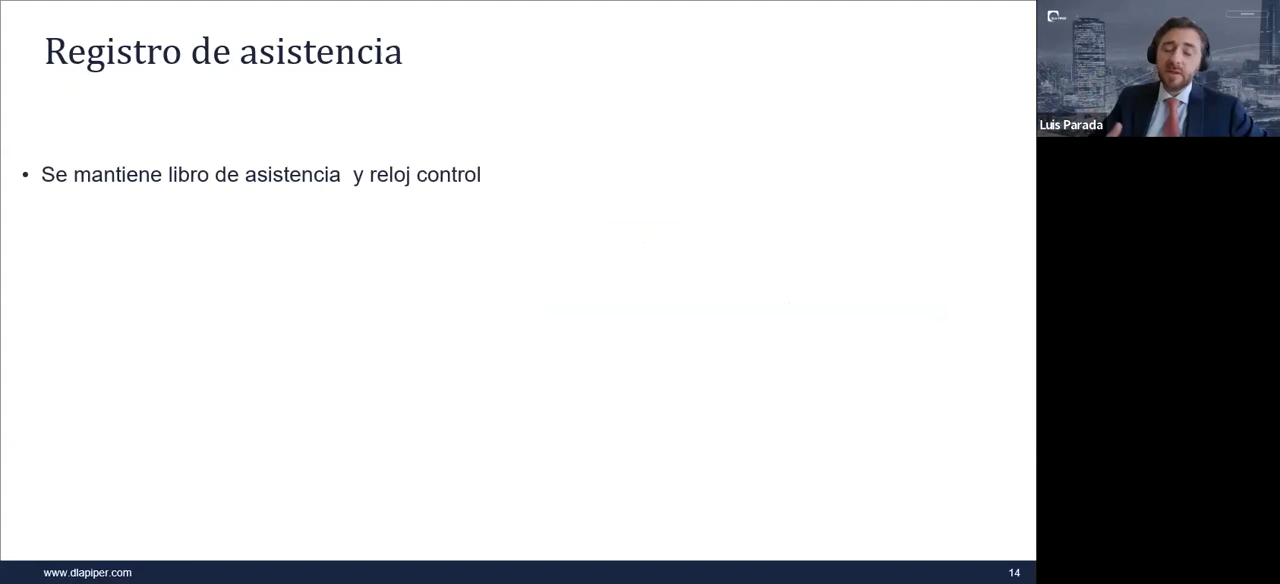 Registro de asistencia
• Se mantiene libro de asistencia y reloj control
www.dlapiper.com
14
Luis Parada